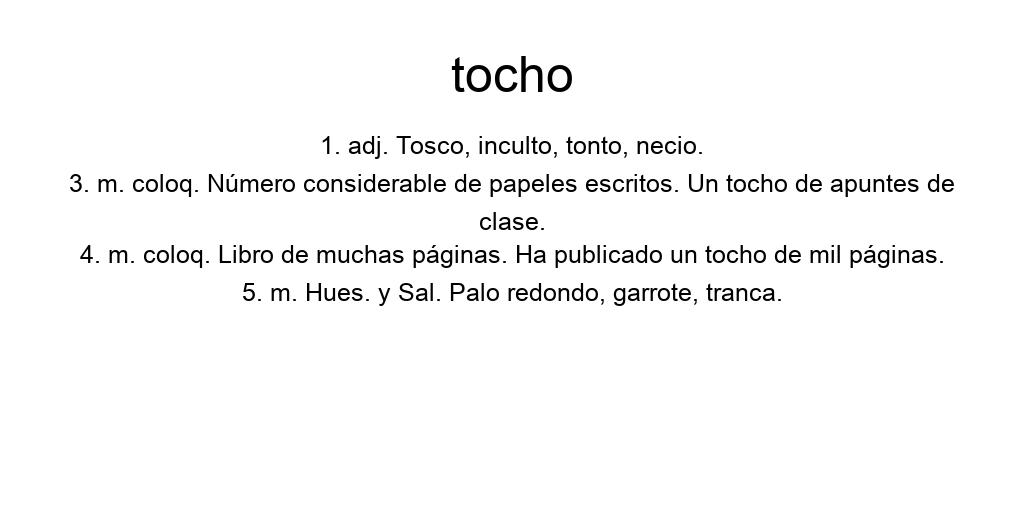 tocho
1. adj. Tosco, inculto, tonto, necio.
3. m. coloq. Número considerable de papeles escritos. Un tocho de apuntes de
clase.
4. m. coloq. Libro de muchas páginas. Ha publicado un tocho de mil páginas.
5. m. Hues. y Sal. Palo redondo, garrote, tranca.